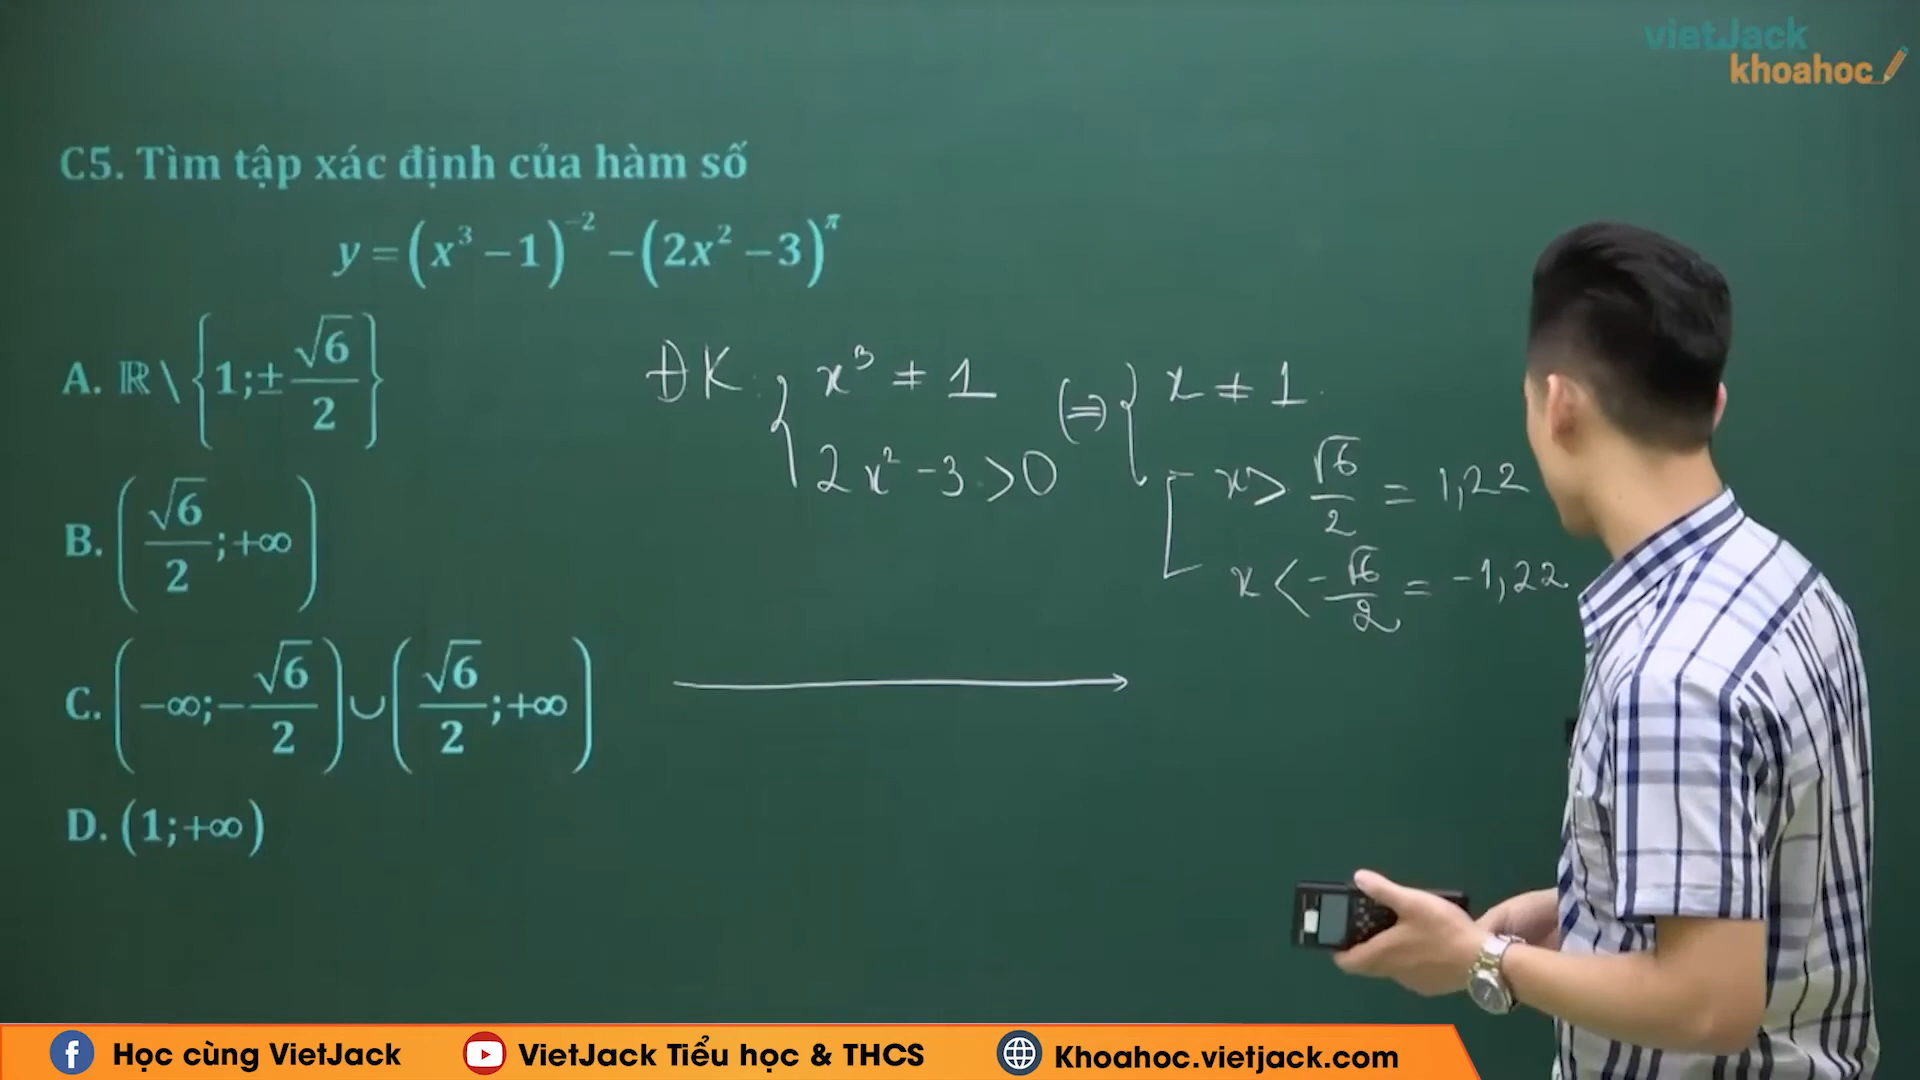 vietJack
khoahoc
C5. Tìm tập xác định của hàm số
y = (x³ − 1)⁻² − (2x² − 3)^π
A. ℝ \ {1; ± √6/2}
B. (√6/2; +∞)
C. (−∞; −√6/2) ∪ (√6/2; +∞)
D. (1; +∞)
ĐK: { x³ ≠ 1 ⇔ { x ≠ 1
2x² − 3 > 0 [ x > √6/2 = 1,22
x < −√6/2 = −1,22
Học cùng VietJack
VietJack Tiểu học & THCS
Khoahoc.vietjack.com